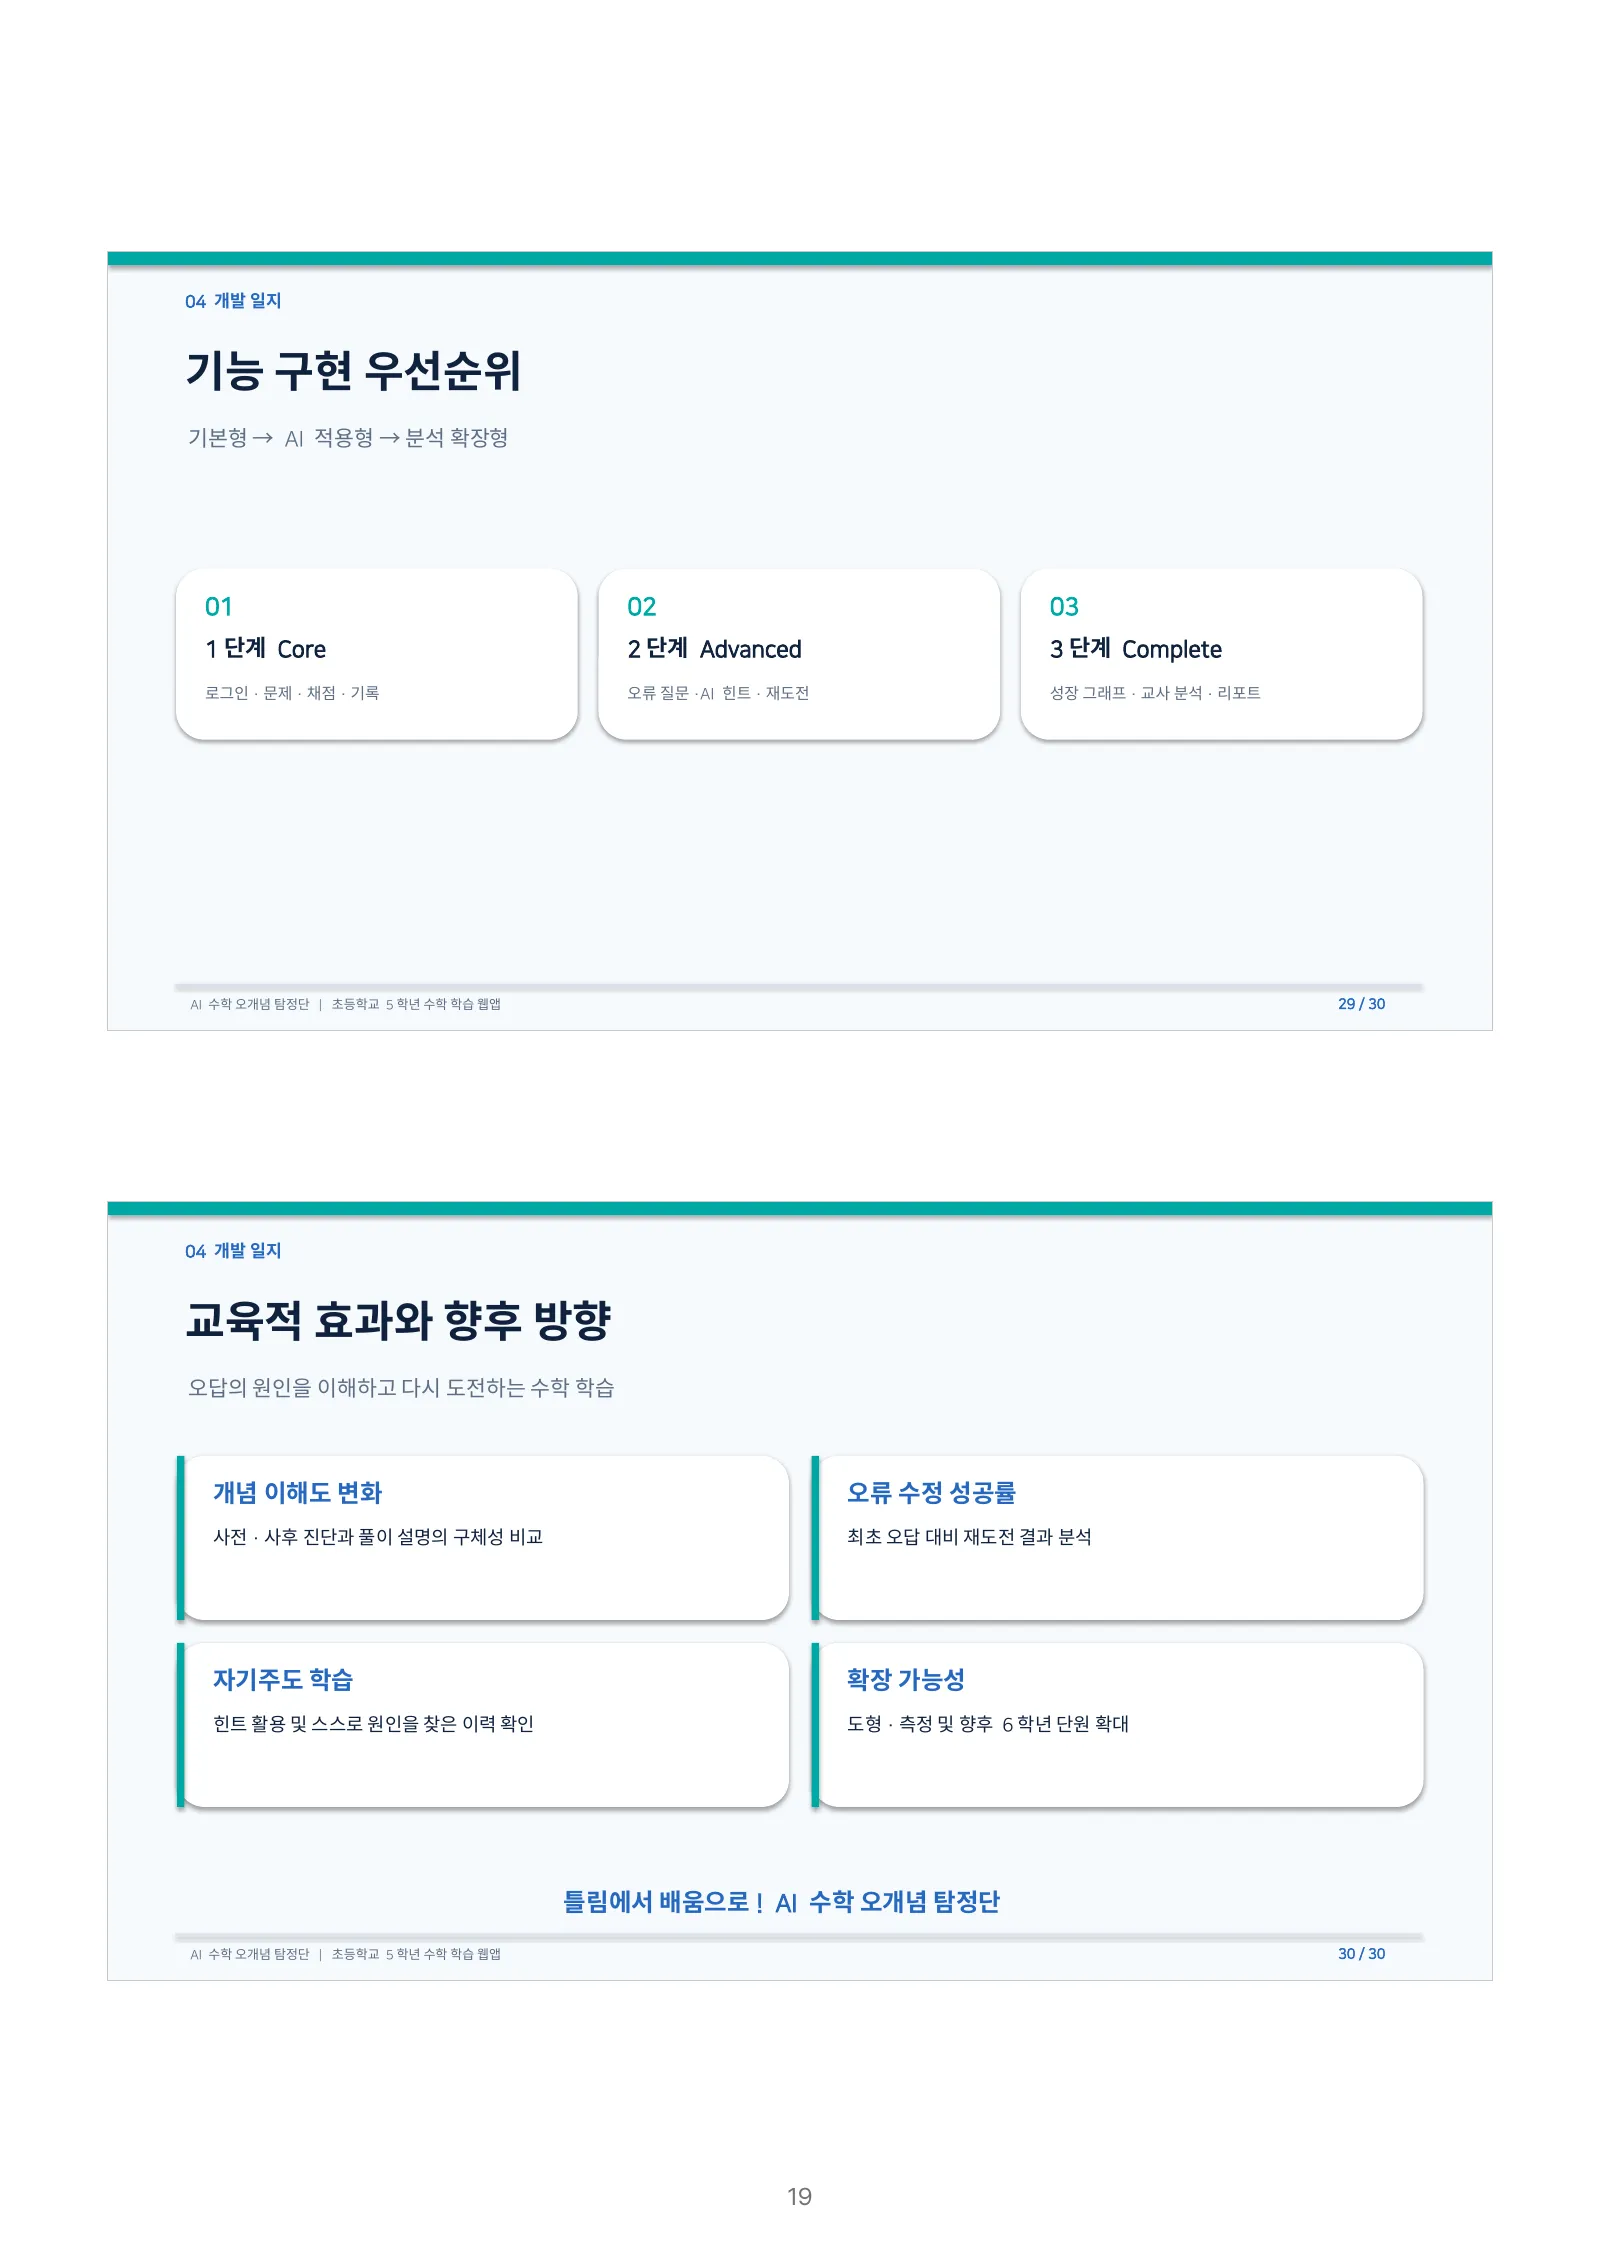 04 개발 일지
기능 구현 우선순위
기본형 → AI 적용형 → 분석 확장형
01
1 단계 Core
로그인 · 문제 · 채점 · 기록
02
2 단계 Advanced
오류 질문 ·AI 힌트 · 재도전
03
3 단계 Complete
성장 그래프 · 교사 분석 · 리포트
AI 수학 오개념 탐정단 | 초등학교 5 학년 수학 학습 웹앱
29 / 30
04 개발 일지
교육적 효과와 향후 방향
오답의 원인을 이해하고 다시 도전하는 수학 학습
개념 이해도 변화
사전 · 사후 진단과 풀이 설명의 구체성 비교
오류 수정 성공률
최초 오답 대비 재도전 결과 분석
자기주도 학습
힌트 활용 및 스스로 원인을 찾은 이력 확인
확장 가능성
도형 · 측정 및 향후 6 학년 단원 확대
틀림에서 배움으로 ! AI 수학 오개념 탐정단
AI 수학 오개념 탐정단 | 초등학교 5 학년 수학 학습 웹앱
30 / 30
19